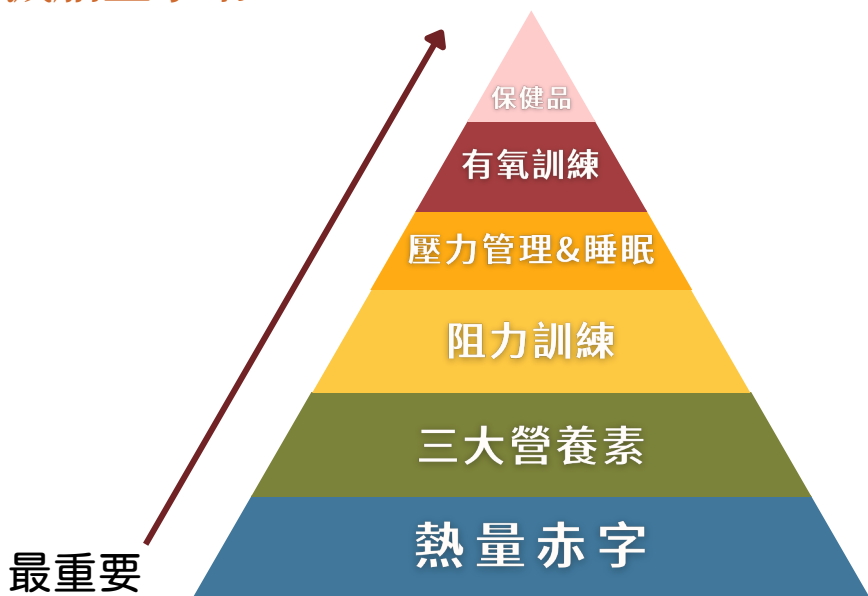 保健品
有氧訓練
壓力管理&睡眠
阻力訓練
三大營養素
熱量赤字
最重要